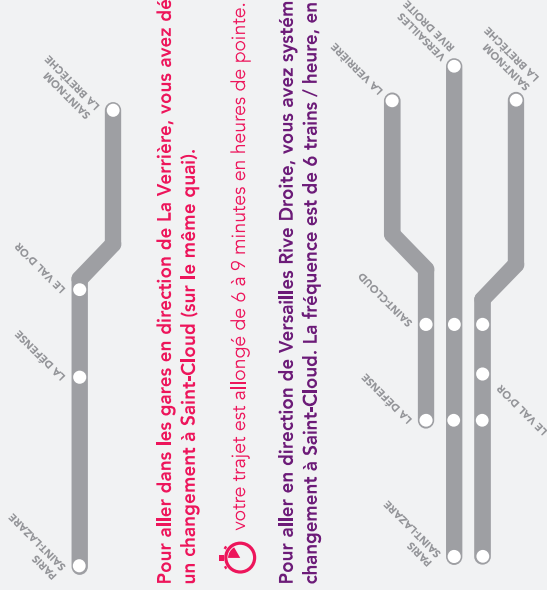 SAINT-NOM
LA BRETÈCHE
LE VAL D'OR
LA DÉFENSE
PARIS
SAINT-LAZARE
Pour aller dans les gares en direction de La Verrière, vous avez dé
un changement à Saint-Cloud (sur le même quai).
votre trajet est allongé de 6 à 9 minutes en heures de pointe.
Pour aller en direction de Versailles Rive Droite, vous avez systém
changement à Saint-Cloud. La fréquence est de 6 trains / heure, en
LA VERRIÈRE
VERSAILLES
RIVE DROITE
SAINT-NOM
LA BRETÈCHE
SAINT-CLOUD
LA DÉFENSE
LE VAL D'OR
PARIS
SAINT-LAZARE